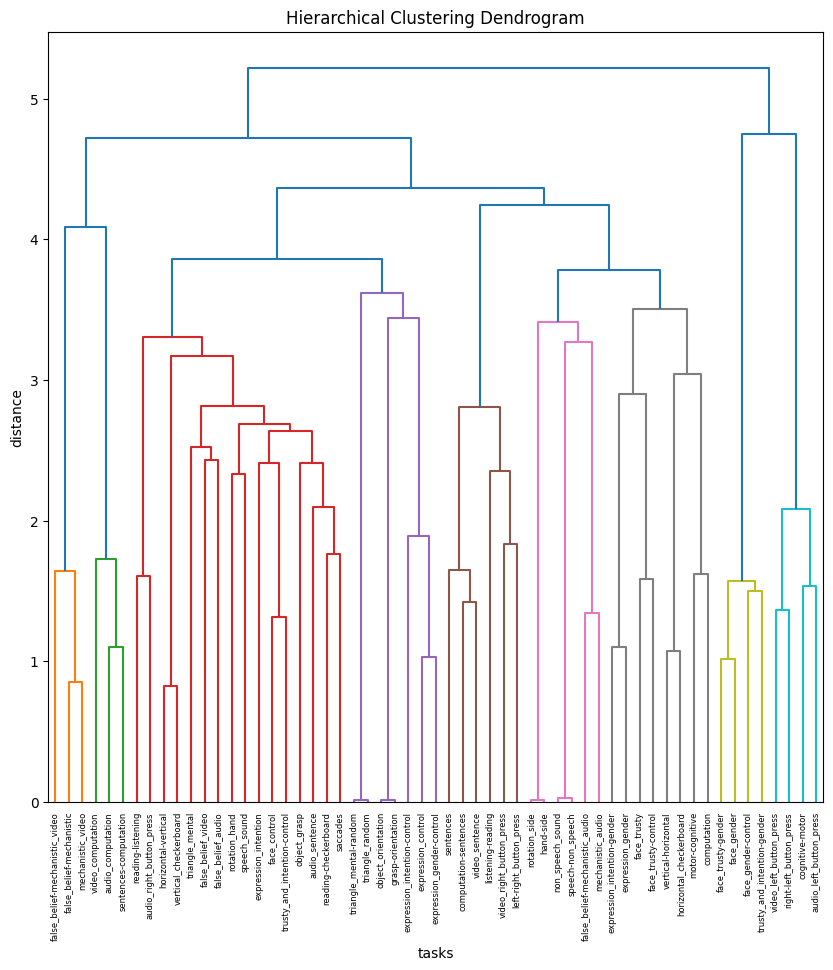 Hierarchical Clustering Dendrogram
5
4
3
2
1
0
distance
false_belief-mechanistic_video
false_belief-mechanistic
mechanistic_video
video_computation
audio_computation
sentences-computation
reading-listening
audio_right_button_press
horizontal-vertical
vertical_checkerboard
triangle_mental
false_belief_video
false_belief_audio
rotation_hand
speech_sound
expression_intention
face_control
trusty_and_intention-control
object_grasp
audio_sentence
reading-checkerboard
saccades
triangle_mental-random
triangle_random
object_orientation
grasp-orientation
expression_intention-control
expression_control
expression_gender-control
sentences
computation-sentences
video_sentence
listening-reading
video_right_button_press
left-right_button_press
rotation_side
hand-side
non_speech_sound
speech-non_speech
false_belief-mechanistic_audio
mechanistic_audio
expression_intention-gender
expression_gender
face_trusty
face_trusty-control
vertical-horizontal
horizontal_checkerboard
motor-cognitive
computation
face_trusty-gender
face_gender
face_gender-control
trusty_and_intention-gender
video_left_button_press
right-left_button_press
cognitive-motor
audio_left_button_press
tasks